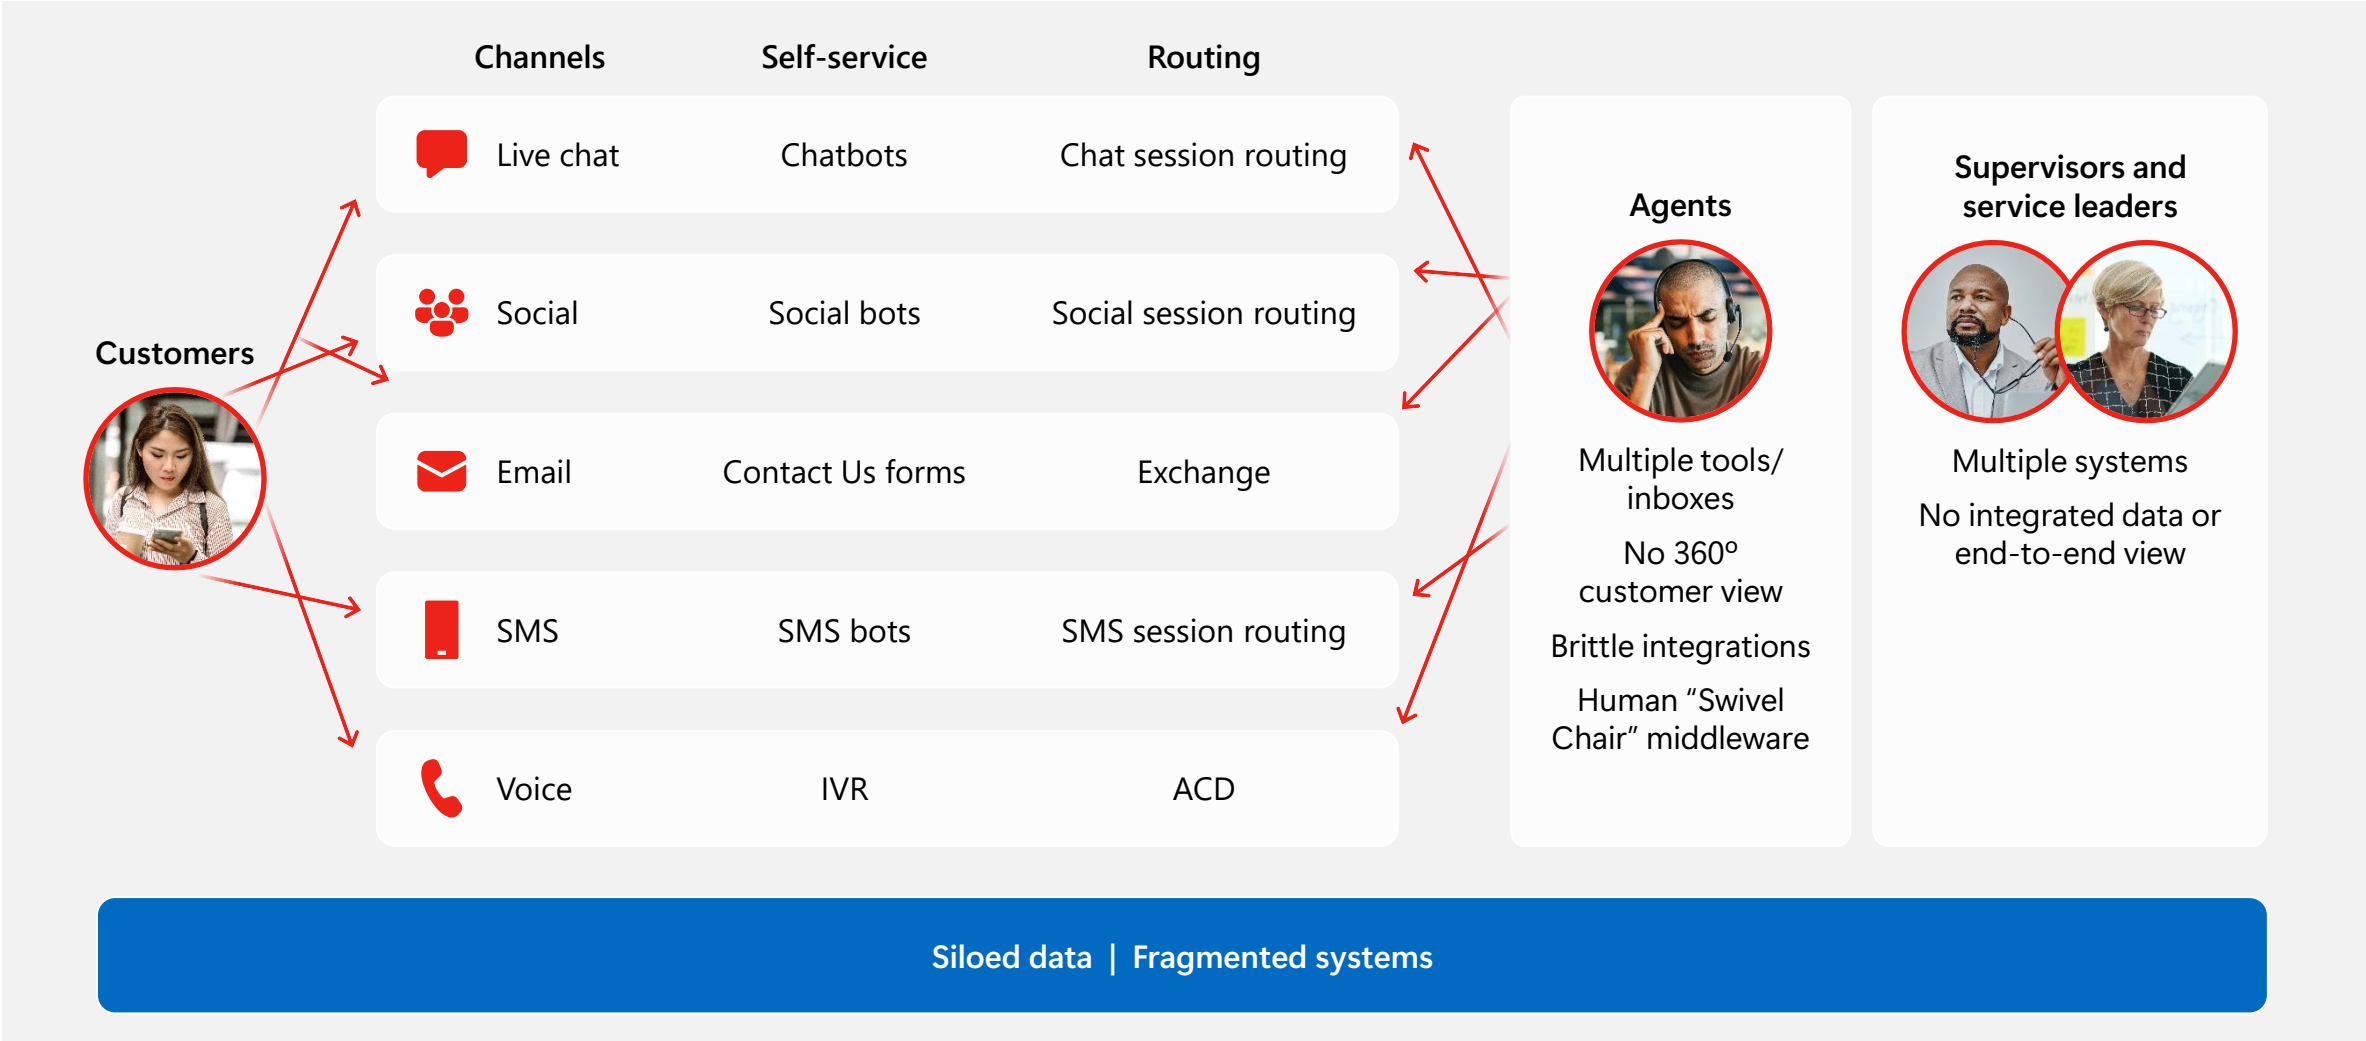 Channels Self-service Routing
Live chat Chatbots Chat session routing
Social Social bots Social session routing
Customers
Email Contact Us forms Exchange
SMS SMS bots SMS session routing
Voice IVR ACD
Agents
Multiple tools/
inboxes
No 360º
customer view
Brittle integrations
Human “Swivel
Chair” middleware
Supervisors and
service leaders
Multiple systems
No integrated data or
end-to-end view
Siloed data | Fragmented systems